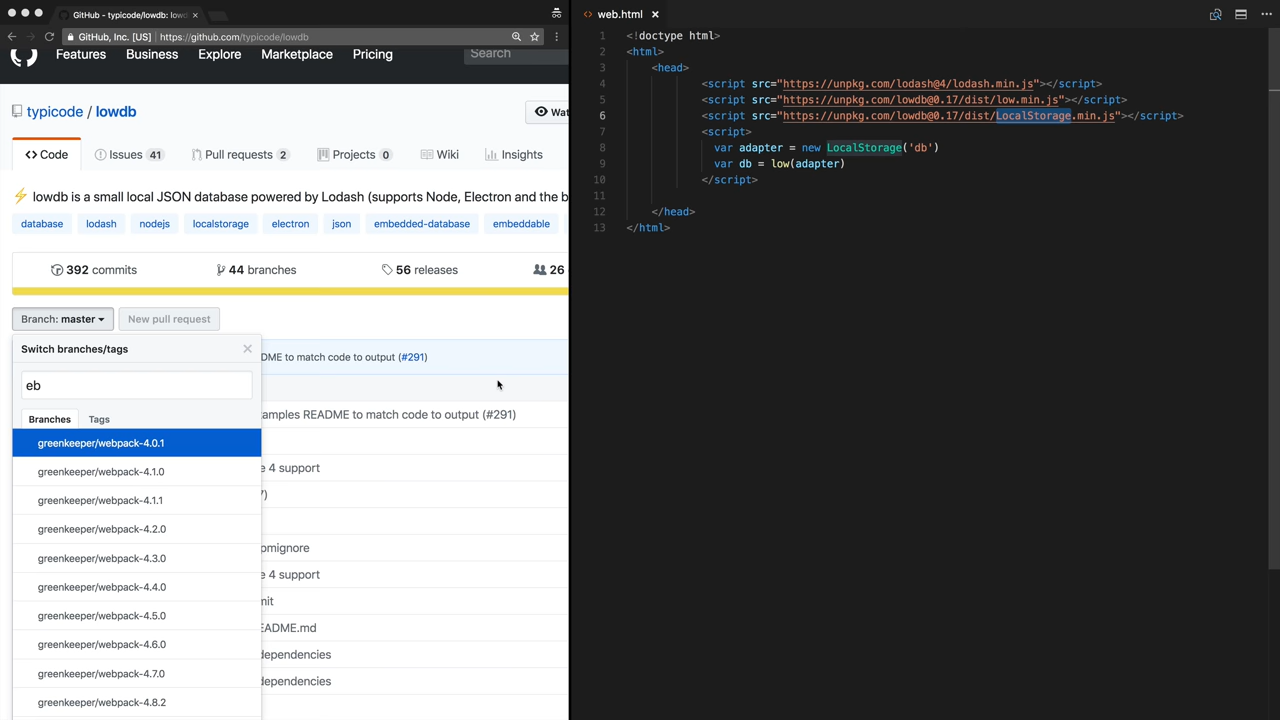 GitHub - typicode/lowdb: low
GitHub, Inc. [US] | https://github.com/typicode/lowdb
Features Business Explore Marketplace Pricing Search
typicode / lowdb
Code Issues 41 Pull requests 2 Projects 0 Wiki Insights
⚡ lowdb is a small local JSON database powered by Lodash (supports Node, Electron and the b
database lodash nodejs localstorage electron json embedded-database embeddable
392 commits 44 branches 56 releases 26
Branch: master New pull request
Switch branches/tags
DME to match code to output (#291)
eb
Branches Tags
amples README to match code to output (#291)
greenkeeper/webpack-4.0.1
greenkeeper/webpack-4.1.0
e 4 support
greenkeeper/webpack-4.1.1
greenkeeper/webpack-4.2.0
pmignore
greenkeeper/webpack-4.3.0
e 4 support
greenkeeper/webpack-4.4.0
mit
greenkeeper/webpack-4.5.0
EADME.md
greenkeeper/webpack-4.6.0
dependencies
greenkeeper/webpack-4.7.0
dependencies
greenkeeper/webpack-4.8.2
web.html
1 <!doctype html>
2 <html>
3 <head>
4 <script src="https://unpkg.com/lodash@4/lodash.min.js"></script>
5 <script src="https://unpkg.com/lowdb@0.17/dist/low.min.js"></script>
6 <script src="https://unpkg.com/lowdb@0.17/dist/LocalStorage.min.js"></script>
7 <script>
8 var adapter = new LocalStorage('db')
9 var db = low(adapter)
10 </script>
11
12 </head>
13 </html>